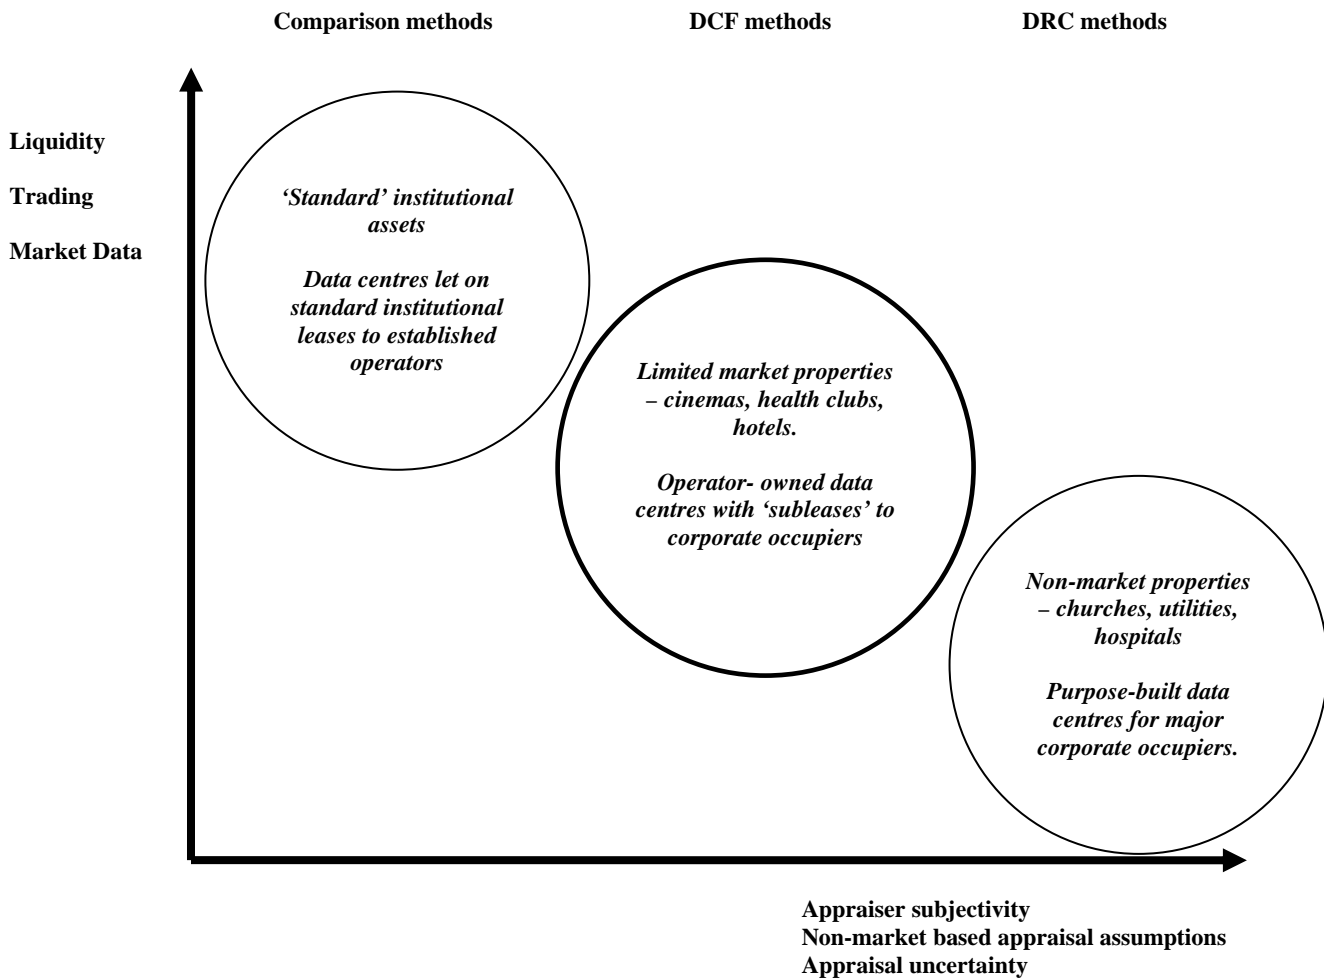 Comparison methods
DCF methods
DRC methods
Liquidity
Trading
Market Data
‘Standard’ institutional
assets
Data centres let on
standard institutional
leases to established
operators
Limited market properties
– cinemas, health clubs,
hotels.
Operator- owned data
centres with ‘subleases’ to
corporate occupiers
Non-market properties
– churches, utilities,
hospitals
Purpose-built data
centres for major
corporate occupiers.
Appraiser subjectivity
Non-market based appraisal assumptions
Appraisal uncertainty